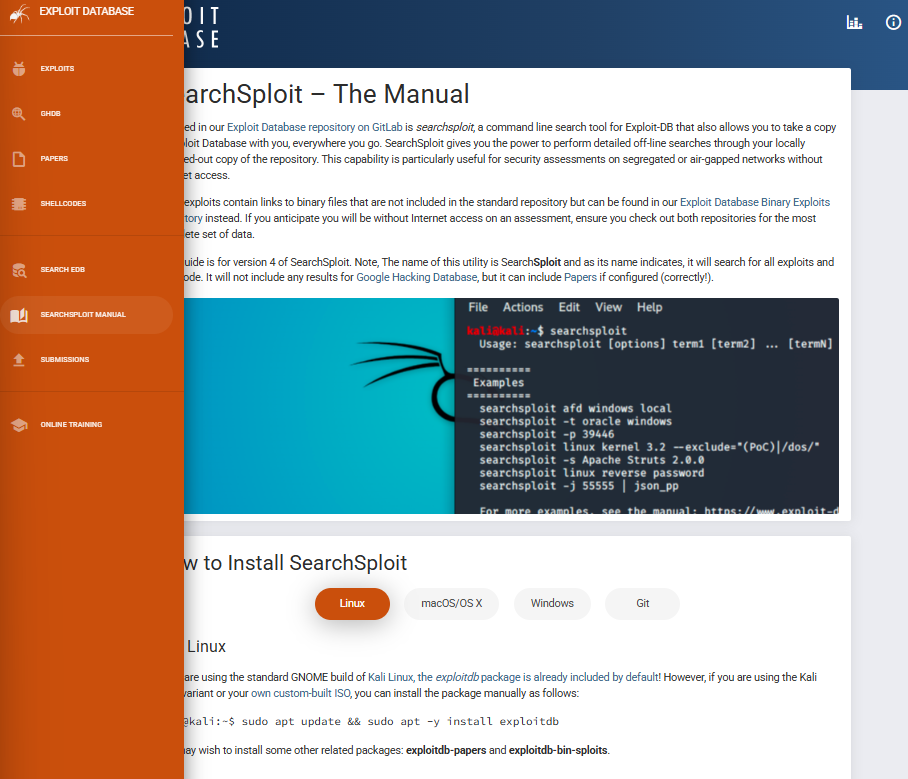 EXPLOIT DATABASE
EXPLOITS
GHDB
PAPERS
SHELLCODES
SEARCH EDB
SEARCHSPLOIT MANUAL
SUBMISSIONS
ONLINE TRAINING
OIT
ASE
archSploit – The Manual
ed in our Exploit Database repository on GitLab is searchsploit, a command line search tool for Exploit-DB that also allows you to take a copy
loit Database with you, everywhere you go. SearchSploit gives you the power to perform detailed off-line searches through your locally
ed-out copy of the repository. This capability is particularly useful for security assessments on segregated or air-gapped networks without
et access.
exploits contain links to binary files that are not included in the standard repository but can be found in our Exploit Database Binary Exploits
tory instead. If you anticipate you will be without Internet access on an assessment, ensure you check out both repositories for the most
lete set of data.
uide is for version 4 of SearchSploit. Note, The name of this utility is SearchSploit and as its name indicates, it will search for all exploits and
ode. It will not include any results for Google Hacking Database, but it can include Papers if configured (correctly!).
File Actions Edit View Help
kali@kali:~$ searchsploit
Usage: searchsploit [options] term1 [term2] ... [termN]
==========
Examples
==========
searchsploit afd windows local
searchsploit -t oracle windows
searchsploit -p 39446
searchsploit linux kernel 3.2 --exclude="(PoC)|/dos/"
searchsploit -s Apache Struts 2.0.0
searchsploit linux reverse password
searchsploit -j 55555 | json_pp
For more examples, see the manual: https://www.exploit-d
w to Install SearchSploit
Linux macOS/OS X Windows Git
Linux
are using the standard GNOME build of Kali Linux, the exploitdb package is already included by default! However, if you are using the Kali
variant or your own custom-built ISO, you can install the package manually as follows:
@kali:~$ sudo apt update && sudo apt -y install exploitdb
nay wish to install some other related packages: exploitdb-papers and exploitdb-bin-sploits.